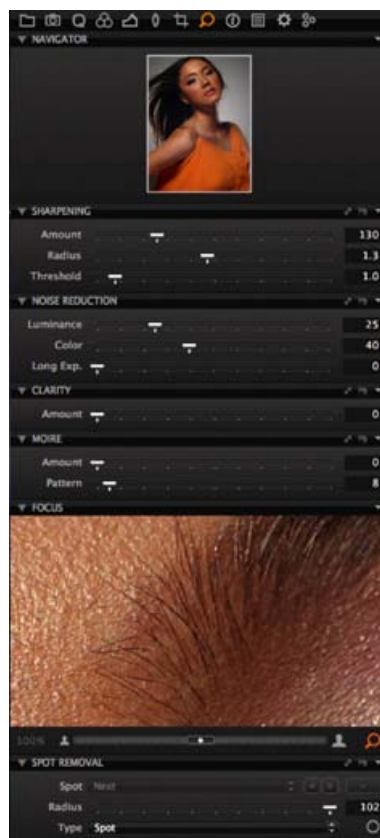 NAVIGATOR
SHARPENING
Amount 130
Radius 1.3
Threshold 1.0
NOISE REDUCTION
Luminance 25
Color 40
Long Exp. 0
CLARITY
Amount 0
MOIRE
Amount 0
Pattern 8
FOCUS
100%
SPOT REMOVAL
Spot Next
Radius 102
Type Spot